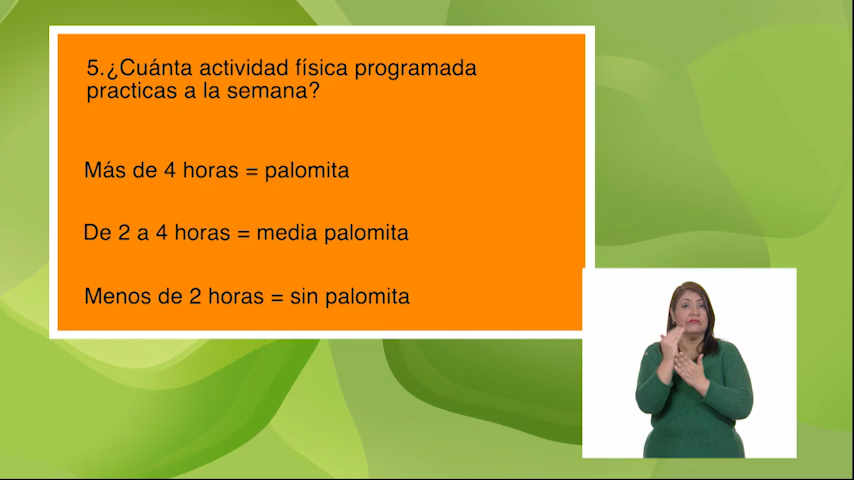 5.¿Cuánta actividad física programada
practicas a la semana?
Más de 4 horas = palomita
De 2 a 4 horas = media palomita
Menos de 2 horas = sin palomita